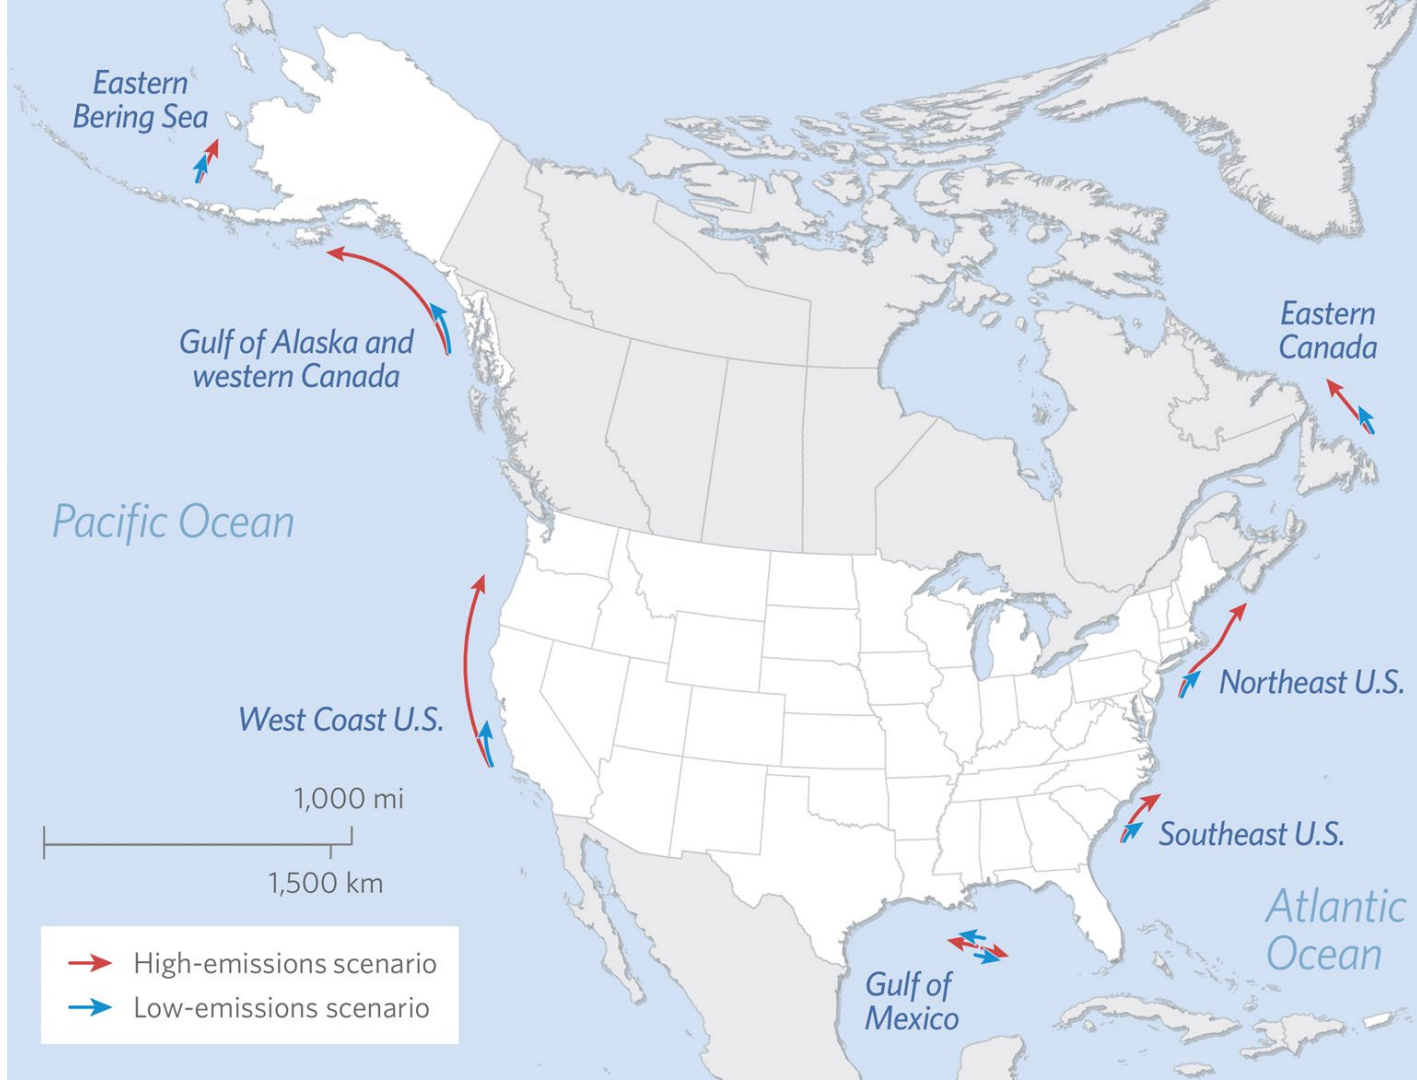 Eastern
Bering Sea
Gulf of Alaska and
western Canada
Eastern
Canada
Pacific Ocean
West Coast U.S.
Northeast U.S.
1,000 mi
1,500 km
Southeast U.S.
Atlantic
Ocean
Gulf of
Mexico
High-emissions scenario
Low-emissions scenario